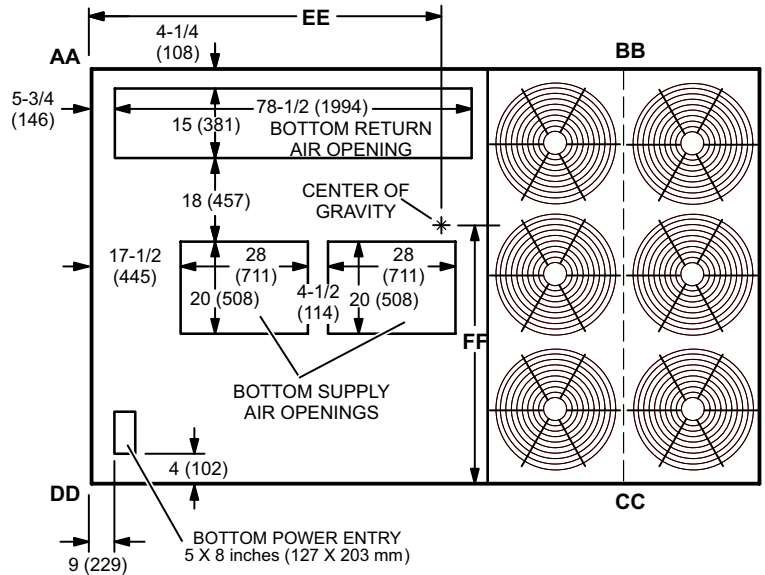 EE
4-1/4
(108)
AA
BB
5-3/4
(146)
78-1/2 (1994)
15 (381)
BOTTOM RETURN
AIR OPENING
18 (457)
CENTER OF
GRAVITY
17-1/2
(445)
28
(711)
28
(711)
20 (508)
4-1/2
(114)
20 (508)
FF
BOTTOM SUPPLY
AIR OPENINGS
4 (102)
DD
CC
BOTTOM POWER ENTRY
5 X 8 inches (127 X 203 mm)
9 (229)